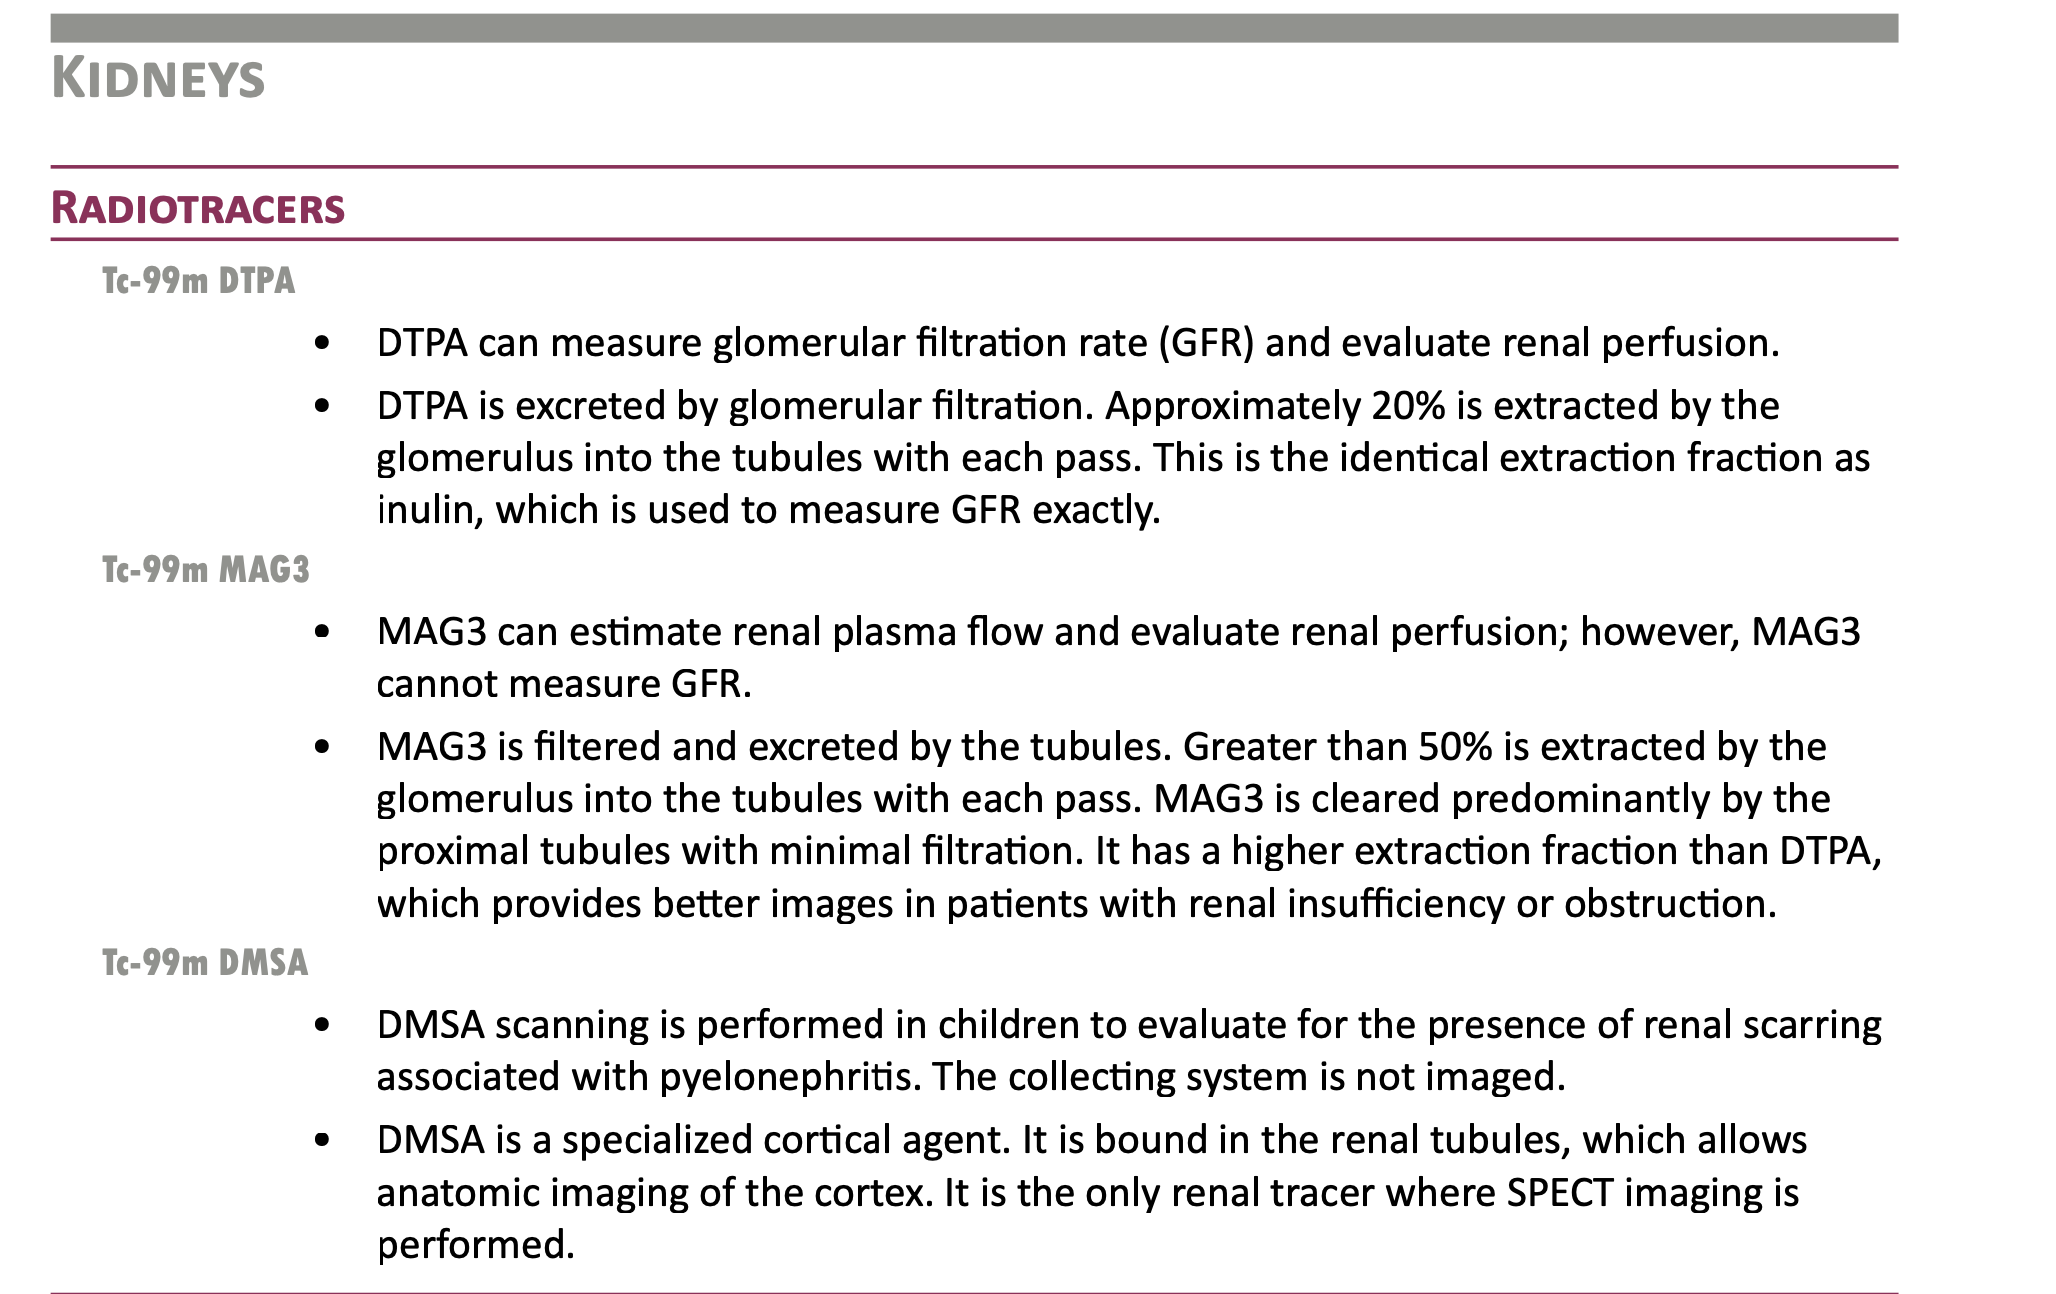 KIDNEYS
RADIOTRACERS
Tc-99m DTPA
• DTPA can measure glomerular filtration rate (GFR) and evaluate renal perfusion.
• DTPA is excreted by glomerular filtration. Approximately 20% is extracted by the
glomerulus into the tubules with each pass. This is the identical extraction fraction as
inulin, which is used to measure GFR exactly.
Tc-99m MAG3
• MAG3 can estimate renal plasma flow and evaluate renal perfusion; however, MAG3
cannot measure GFR.
• MAG3 is filtered and excreted by the tubules. Greater than 50% is extracted by the
glomerulus into the tubules with each pass. MAG3 is cleared predominantly by the
proximal tubules with minimal filtration. It has a higher extraction fraction than DTPA,
which provides better images in patients with renal insufficiency or obstruction.
Tc-99m DMSA
• DMSA scanning is performed in children to evaluate for the presence of renal scarring
associated with pyelonephritis. The collecting system is not imaged.
• DMSA is a specialized cortical agent. It is bound in the renal tubules, which allows
anatomic imaging of the cortex. It is the only renal tracer where SPECT imaging is
performed.